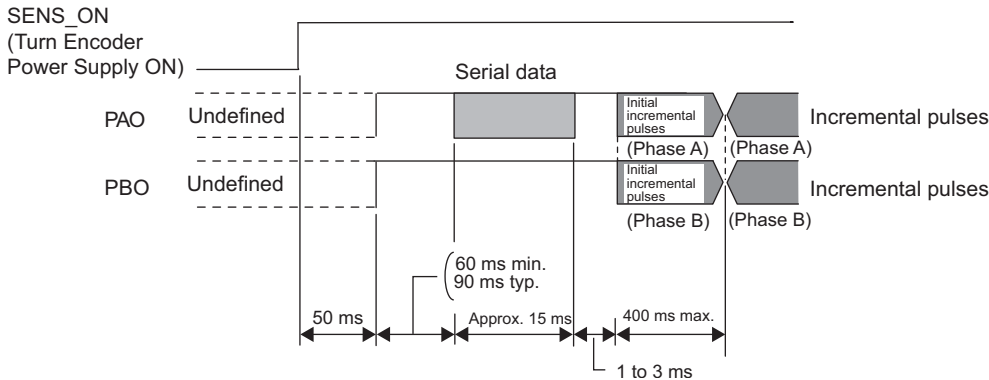 SENS_ON
(Turn Encoder
Power Supply ON)
Serial data
PAO
Undefined
Initial
incremental
pulses
(Phase A)
(Phase A)
Incremental pulses
PBO
Undefined
Initial
incremental
pulses
(Phase B)
(Phase B)
Incremental pulses
60 ms min.
90 ms typ.
50 ms
Approx. 15 ms
400 ms max.
1 to 3 ms